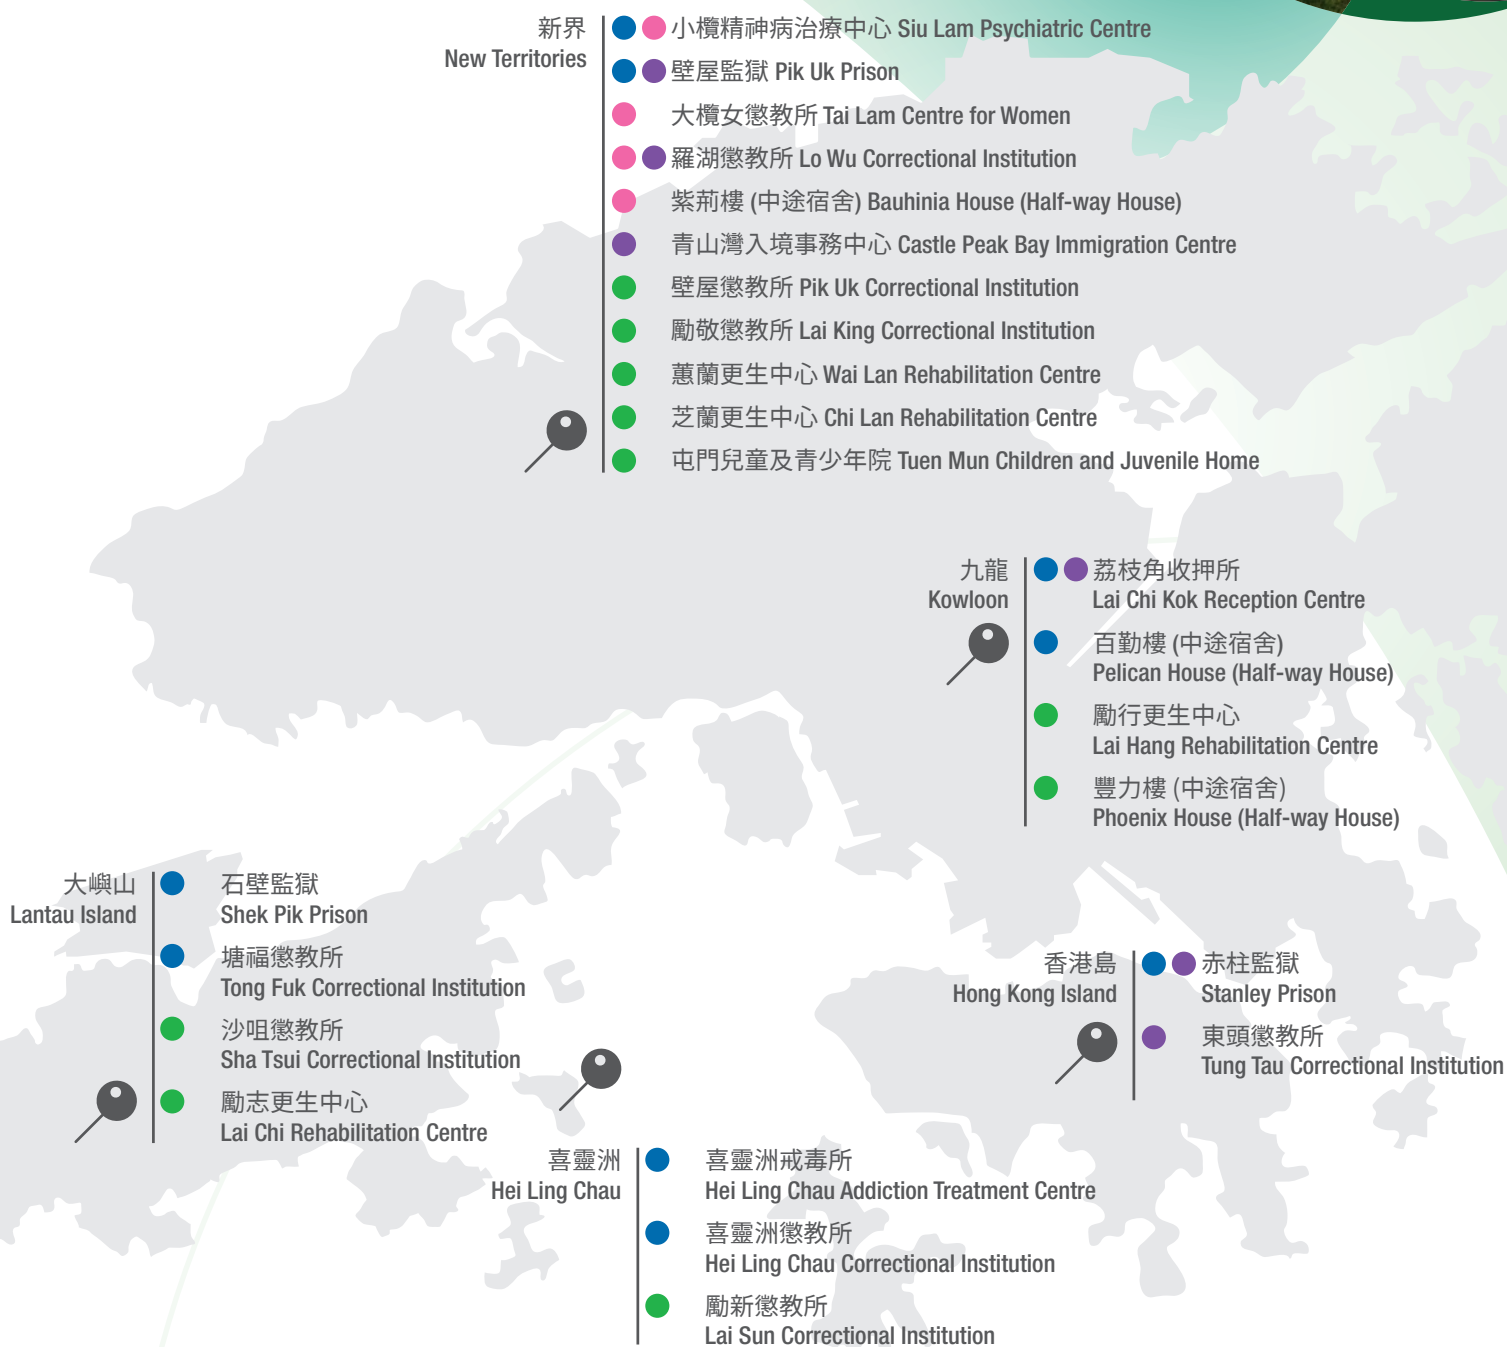 新界
New Territories
小欖精神病治療中心 Siu Lam Psychiatric Centre
壁屋監獄 Pik Uk Prison
大欖女懲教所 Tai Lam Centre for Women
羅湖懲教所 Lo Wu Correctional Institution
紫荊樓 (中途宿舍) Bauhinia House (Half-way House)
青山灣入境事務中心 Castle Peak Bay Immigration Centre
壁屋懲教所 Pik Uk Correctional Institution
勵敬懲教所 Lai King Correctional Institution
蕙蘭更生中心 Wai Lan Rehabilitation Centre
芝蘭更生中心 Chi Lan Rehabilitation Centre
屯門兒童及青少年院 Tuen Mun Children and Juvenile Home
九龍
Kowloon
荔枝角收押所
Lai Chi Kok Reception Centre
百勤樓 (中途宿舍)
Pelican House (Half-way House)
勵行更生中心
Lai Hang Rehabilitation Centre
豐力樓 (中途宿舍)
Phoenix House (Half-way House)
大嶼山
Lantau Island
石壁監獄
Shek Pik Prison
塘福懲教所
Tong Fuk Correctional Institution
沙咀懲教所
Sha Tsui Correctional Institution
勵志更生中心
Lai Chi Rehabilitation Centre
香港島
Hong Kong Island
赤柱監獄
Stanley Prison
東頭懲教所
Tung Tau Correctional Institution
喜靈洲
Hei Ling Chau
喜靈洲戒毒所
Hei Ling Chau Addiction Treatment Centre
喜靈洲懲教所
Hei Ling Chau Correctional Institution
勵新懲教所
Lai Sun Correctional Institution